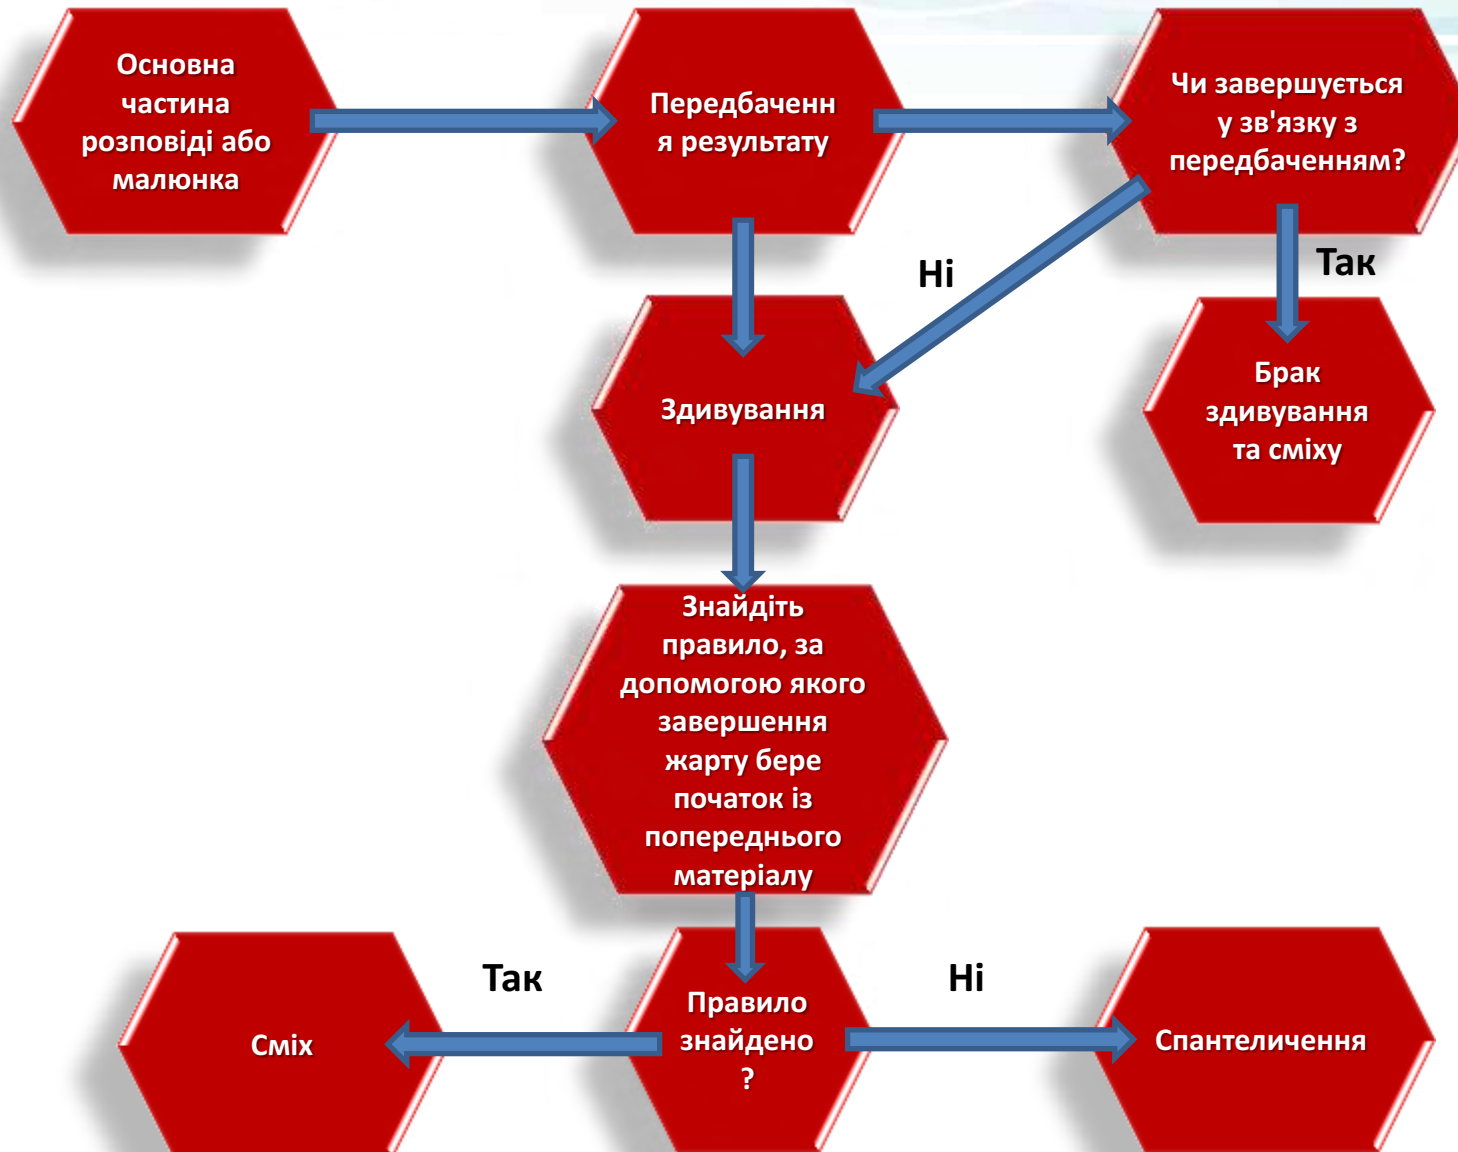 Основна
частина
розповіді або
малюнка
Передбаченн
я результату
Чи завершується
у зв'язку з
передбаченням?
Ні
Так
Здивування
Брак
здивування
та сміху
Знайдіть
правило, за
допомогою якого
завершення
жарту бере
початок із
попереднього
матеріалу
Так
Ні
Сміх
Правило
знайдено
?
Спантеличення